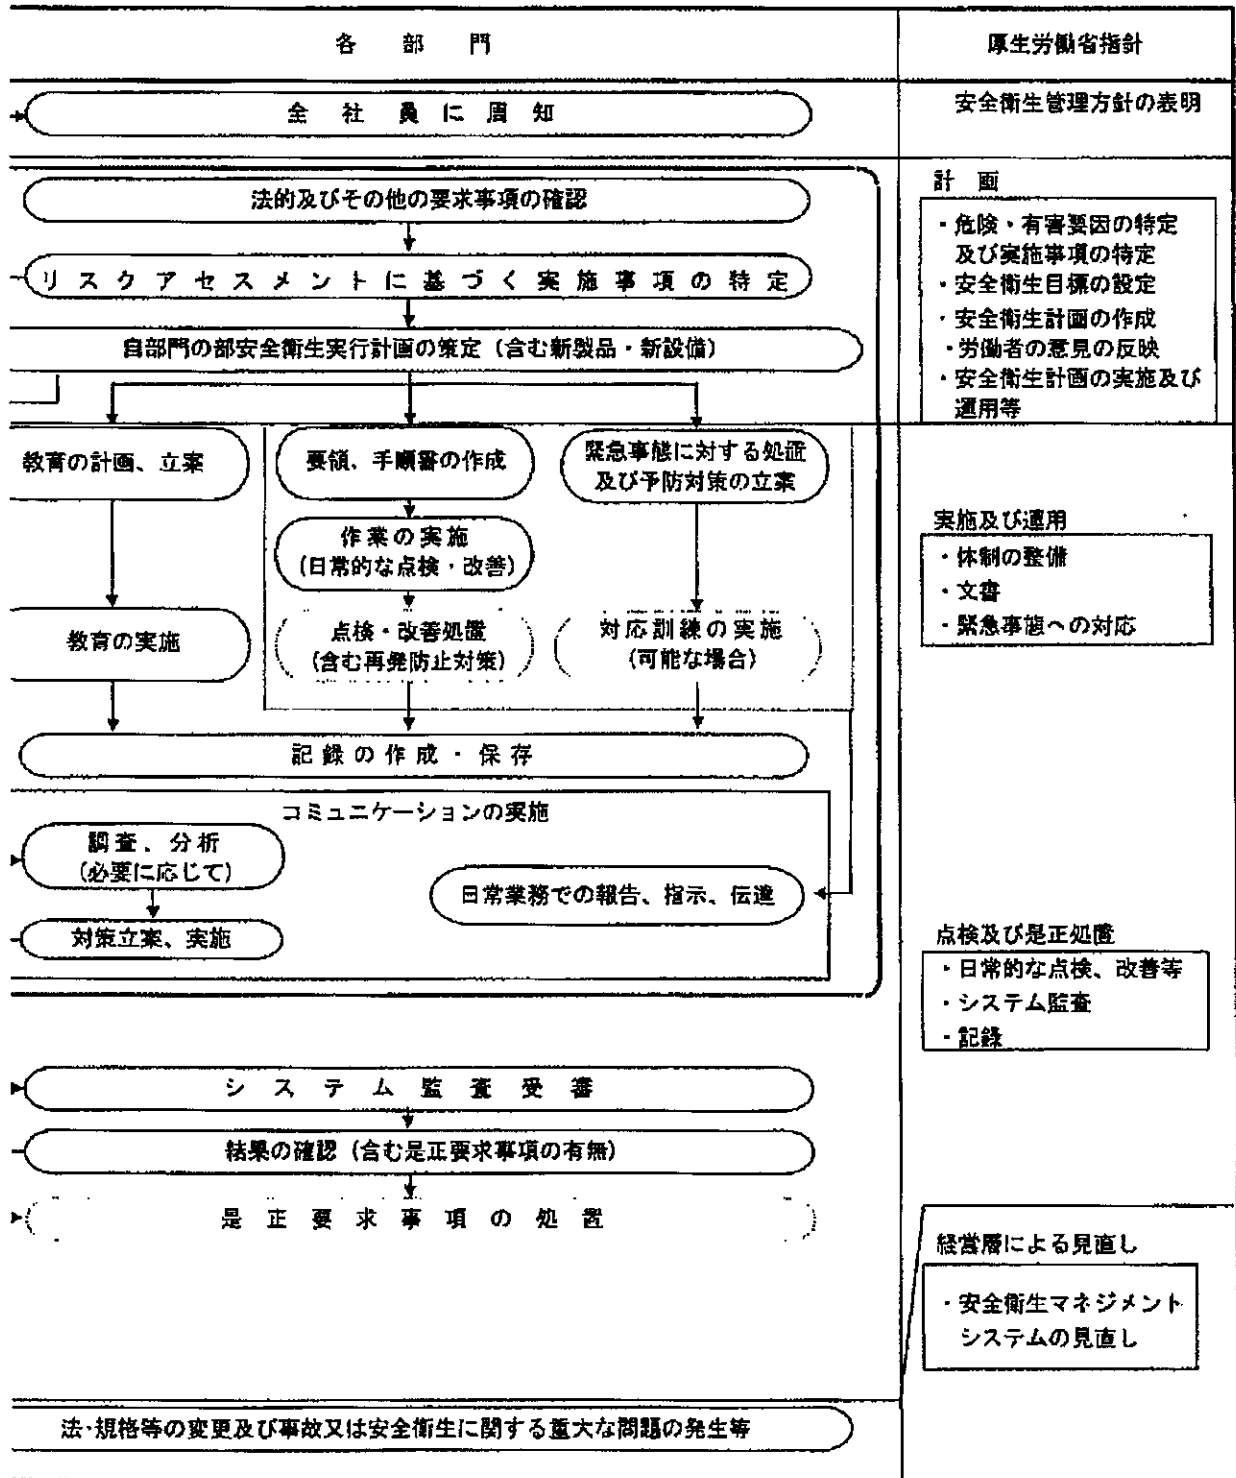 各部門
厚生労働省指針
全社員に周知
安全衛生管理方針の表明
法的及びその他の要求事項の確認
リスクアセスメントに基づく実施事項の特定
自部門の部安全衛生実行計画の策定（含む新製品・新設備）
計画
・危険・有害要因の特定
及び実施事項の特定
・安全衛生目標の設定
・安全衛生計画の作成
・労働者の意見の反映
・安全衛生計画の実施及び
運用等
教育の計画、立案
要領、手順書の作成
緊急事態に対する処置
及び予防対策の立案
作業の実施
(日常的な点検・改善)
教育の実施
点検・改善処置
(含む再発防止対策)
対応訓練の実施
(可能な場合)
実施及び運用
・体制の整備
・文書
・緊急事態への対応
記録の作成・保存
コミュニケーションの実施
調査、分析
(必要に応じて)
日常業務での報告、指示、伝達
対策立案、実施
点検及び是正処置
・日常的な点検、改善等
・システム監査
・記録
システム監査受審
結果の確認（含む是正要求事項の有無）
是正要求事項の処置
経営層による見直し
・安全衛生マネジメント
システムの見直し
法・規格等の変更及び事故又は安全衛生に関する重大な問題の発生等